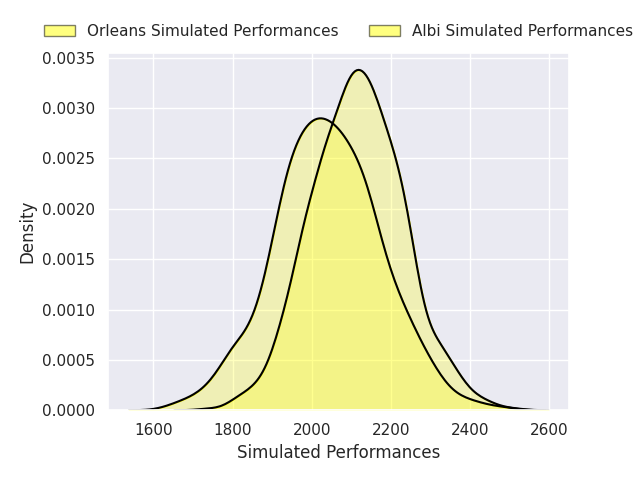 Orleans Simulated Performances Albi Simulated Performances
0.0035
0.0030
0.0025
0.0020
0.0015
0.0010
0.0005
0.0000
Density
1600 1800 2000 2200 2400 2600
Simulated Performances